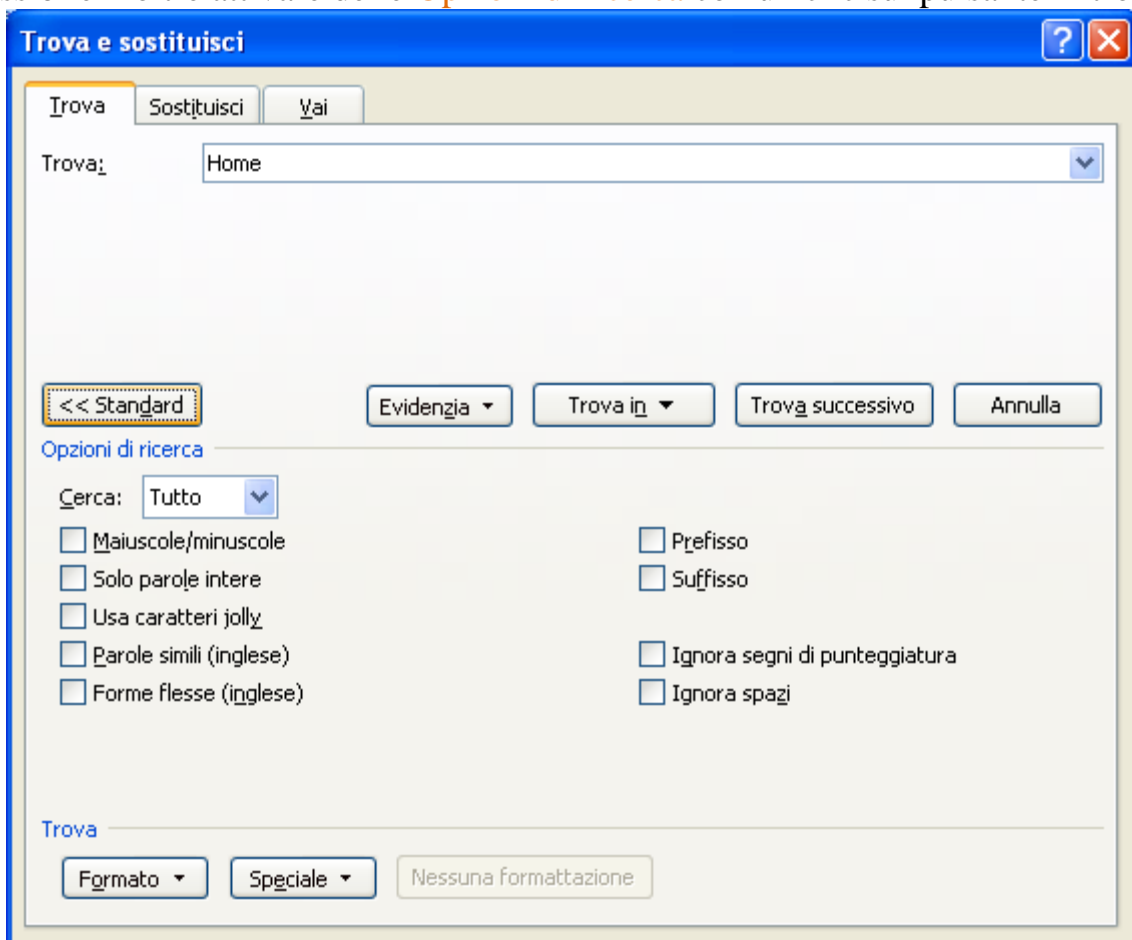 Trova e sostituisci
Trova Sostituisci Vai
Trova: Home
<< Standard Evidenzia Trova in Trova successivo Annulla
Opzioni di ricerca
Cerca: Tutto
Maiuscole/minuscole Prefisso
Solo parole intere Suffisso
Usa caratteri jolly
Parole simili (inglese) Ignora segni di punteggiatura
Forme flesse (inglese) Ignora spazi
Trova
Formato Speciale Nessuna formattazione